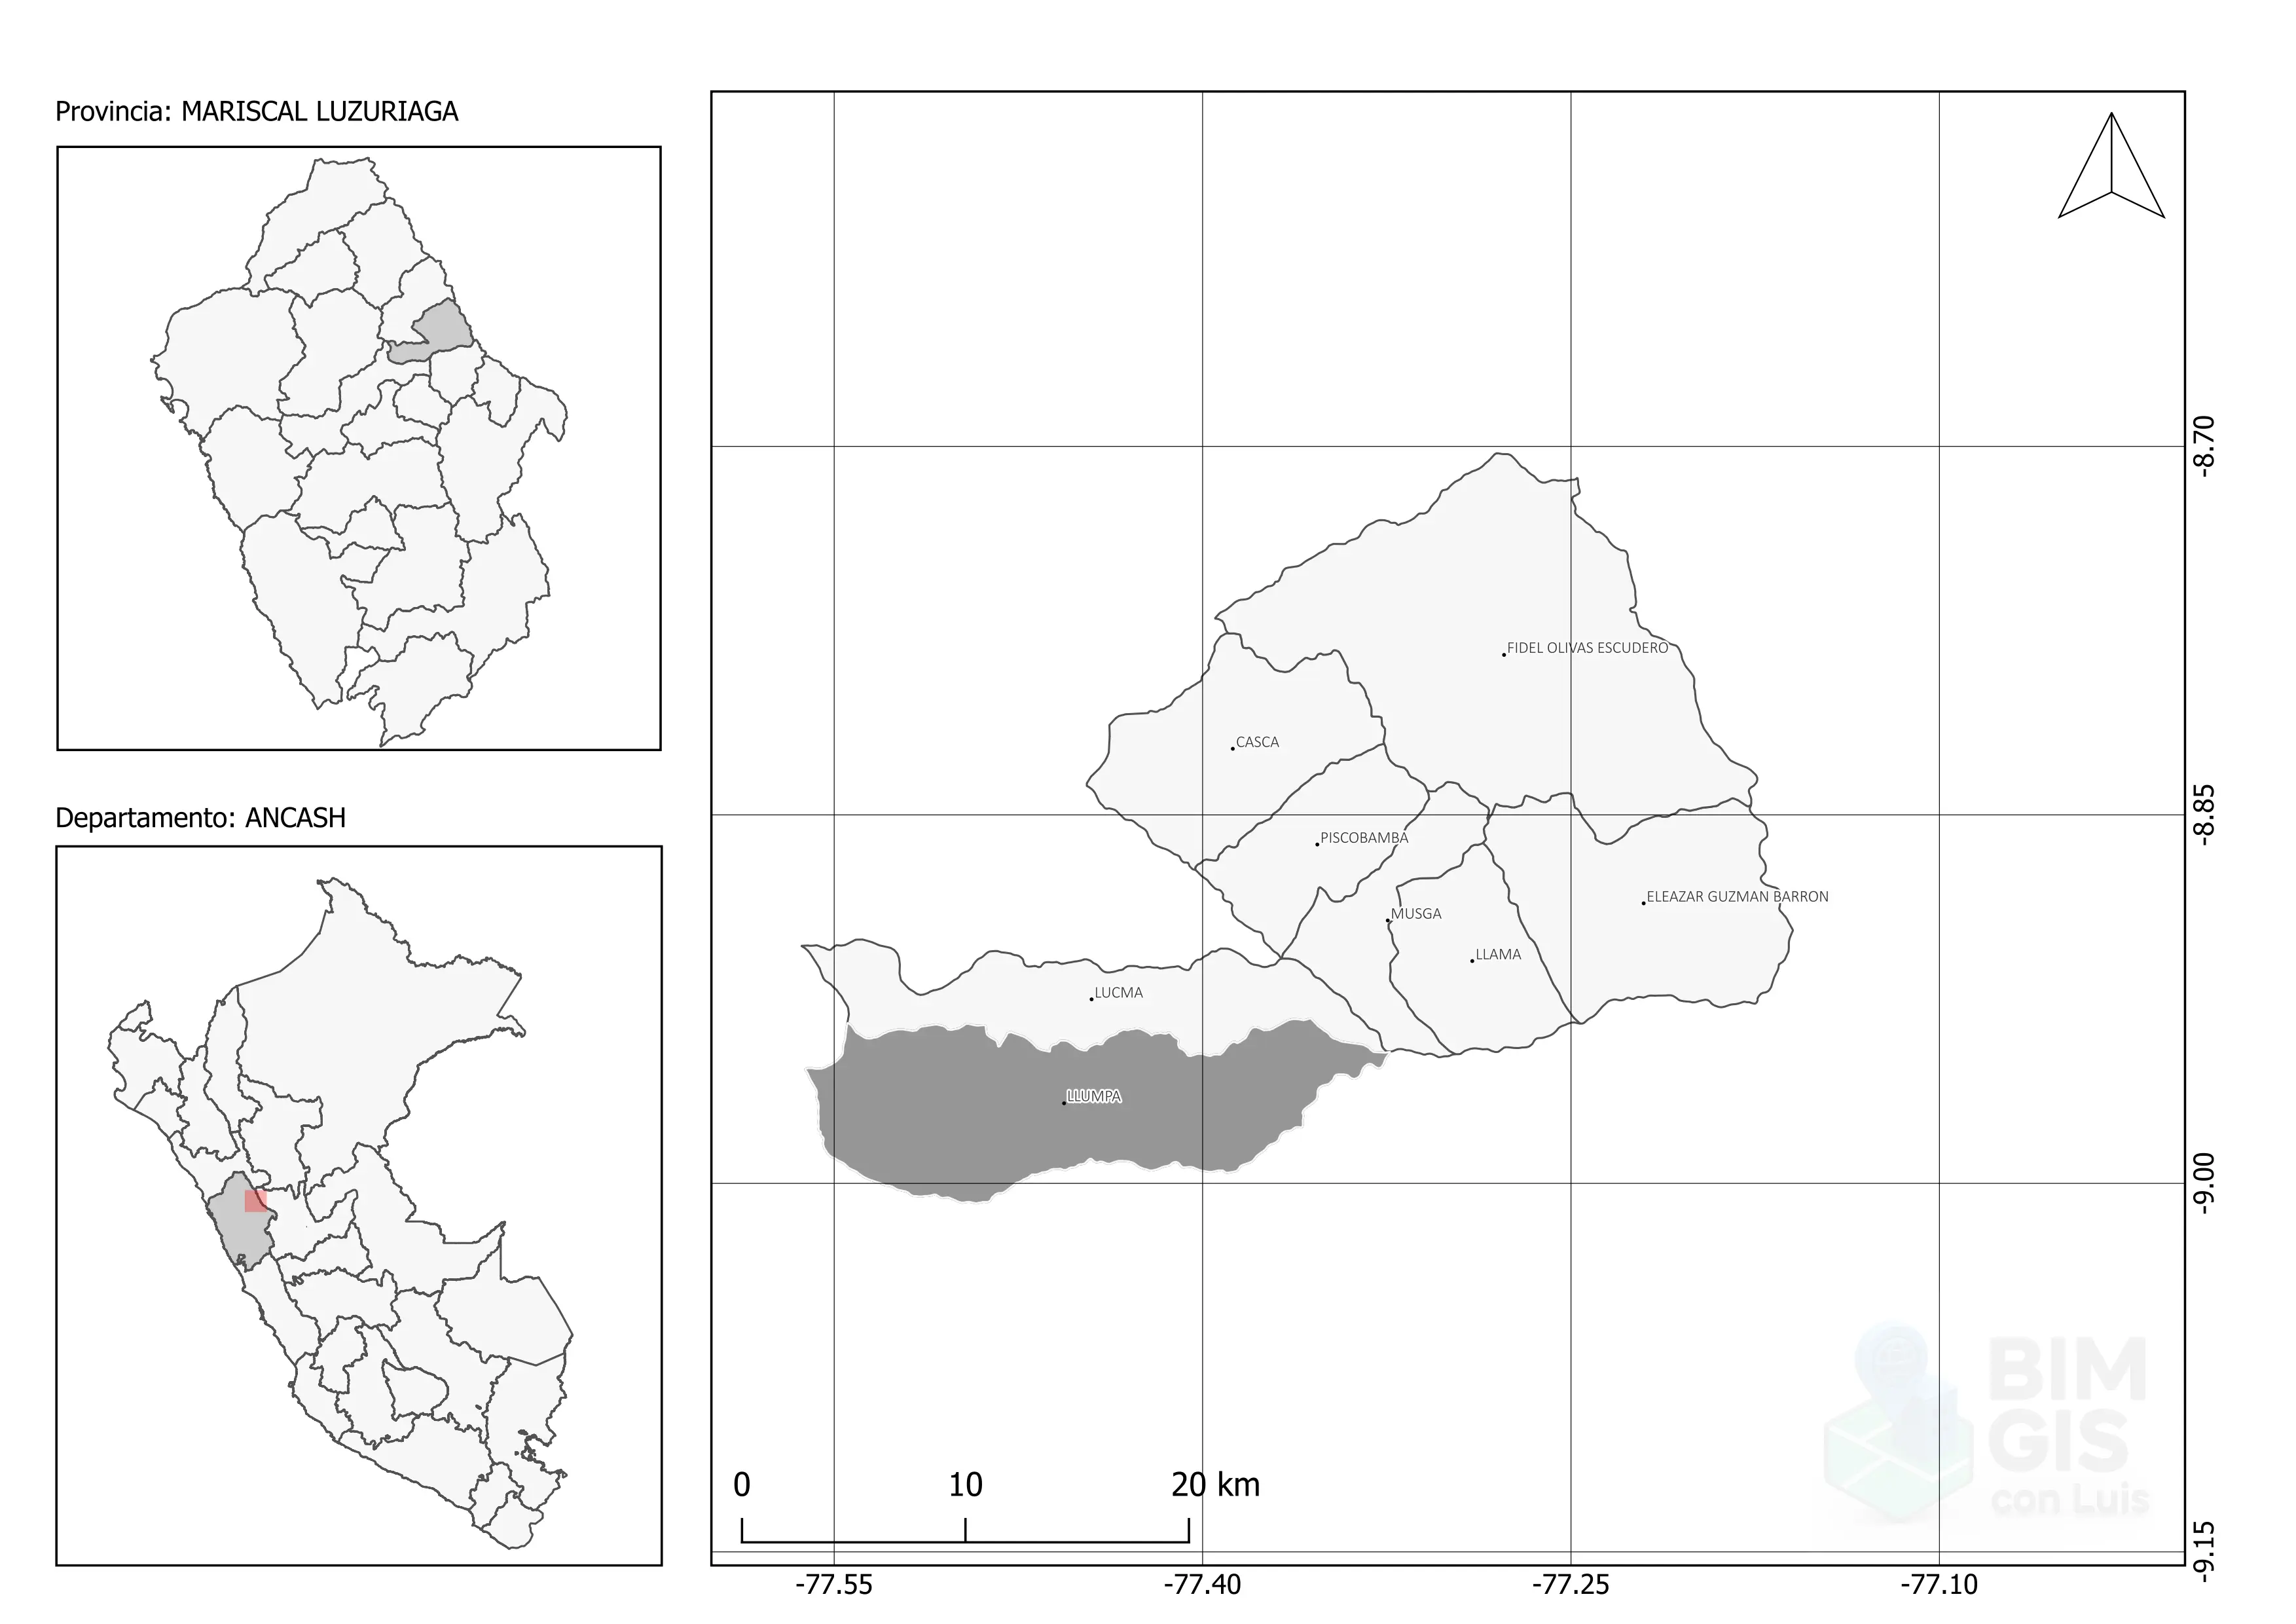 Provincia: MARISCAL LUZURIAGA
Departamento: ANCASH
FIDEL OLIVAS ESCUDERO
CASCA
PISCOBAMBA
ELEAZAR GUZMAN BARRON
MUSGA
LLAMA
LUCMA
LLUMPA
-8.70
-8.85
-9.00
-9.15
0 10 20 km
BIM
GIS
con Luis
-77.55 -77.40 -77.25 -77.10